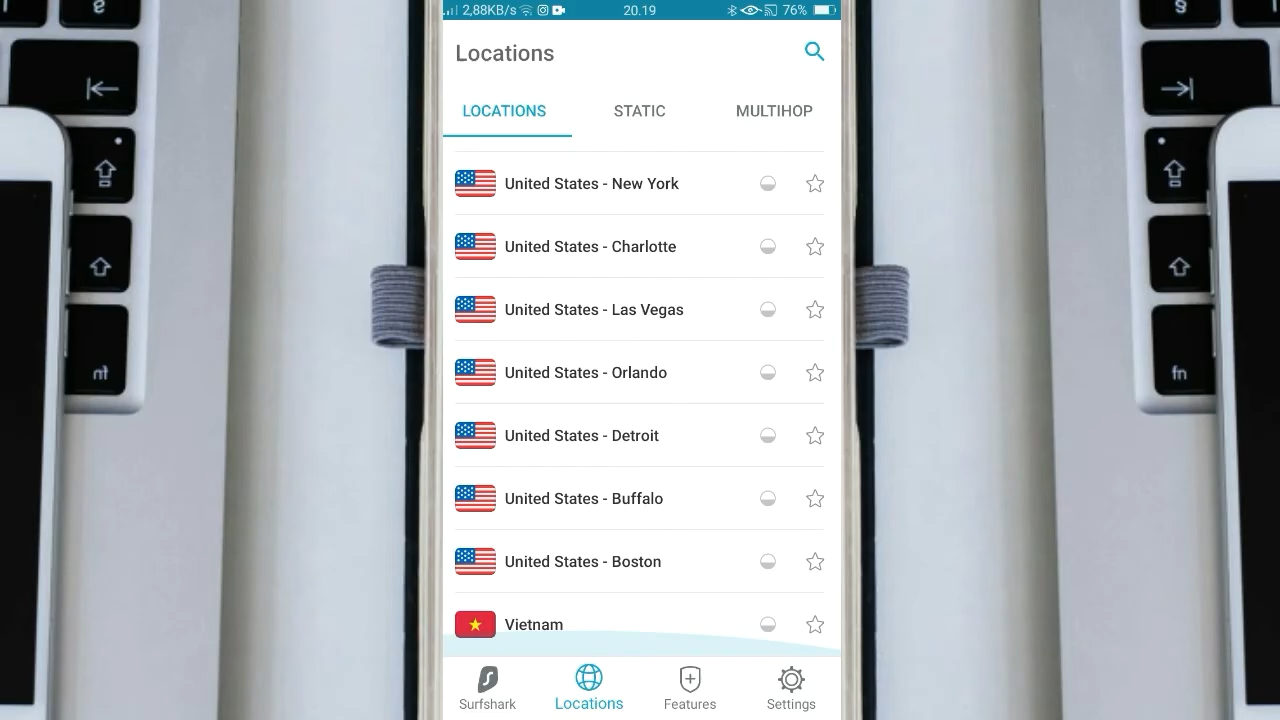 2,88KB/s
20.19
76%
Locations
LOCATIONS
STATIC
MULTIHOP
United States - New York
United States - Charlotte
United States - Las Vegas
United States - Orlando
United States - Detroit
United States - Buffalo
United States - Boston
Vietnam
Surfshark
Locations
Features
Settings
fn